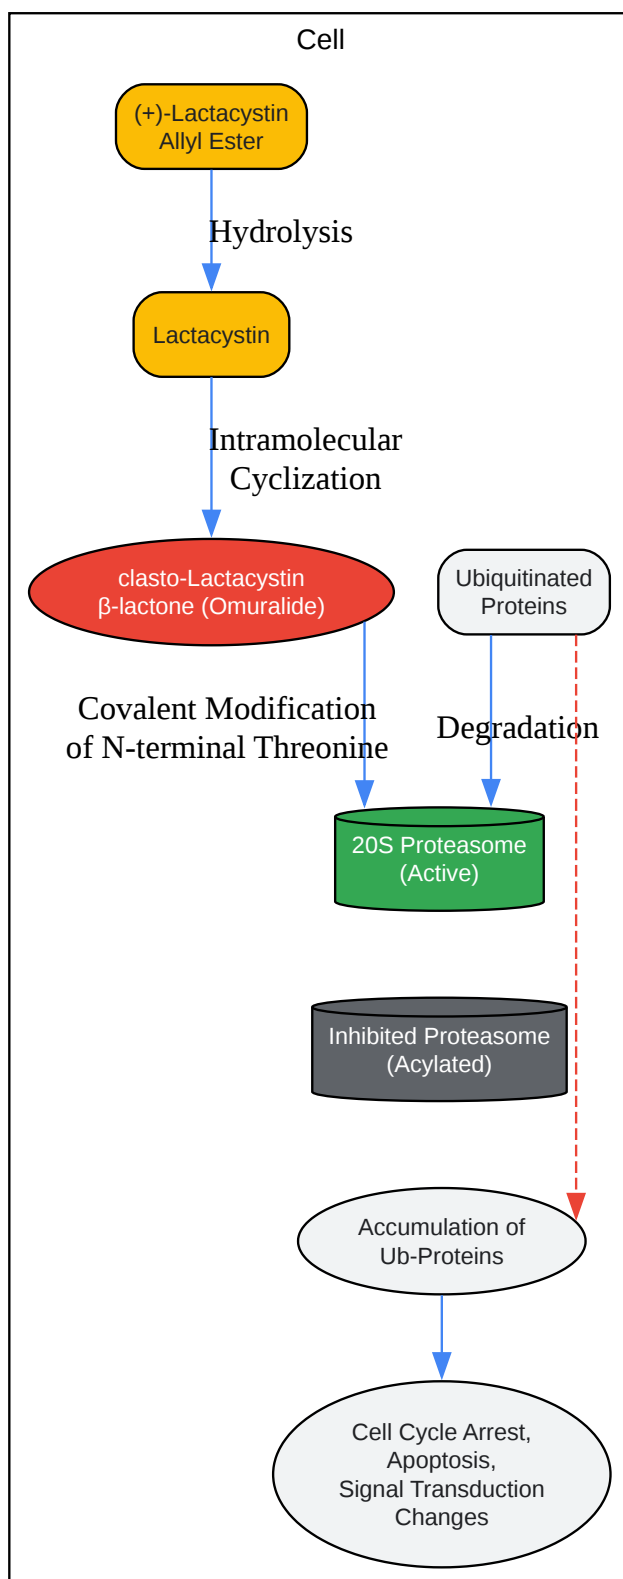 Cell
(+)-Lactacystin
Allyl Ester
Hydrolysis
Lactacystin
Intramolecular
Cyclization
clasto-Lactacystin
β-lactone (Omuralide)
Ubiquitinated
Proteins
Covalent Modification
of N-terminal Threonine
Degradation
20S Proteasome
(Active)
Inhibited Proteasome
(Acylated)
Accumulation of
Ub-Proteins
Cell Cycle Arrest,
Apoptosis,
Signal Transduction
Changes